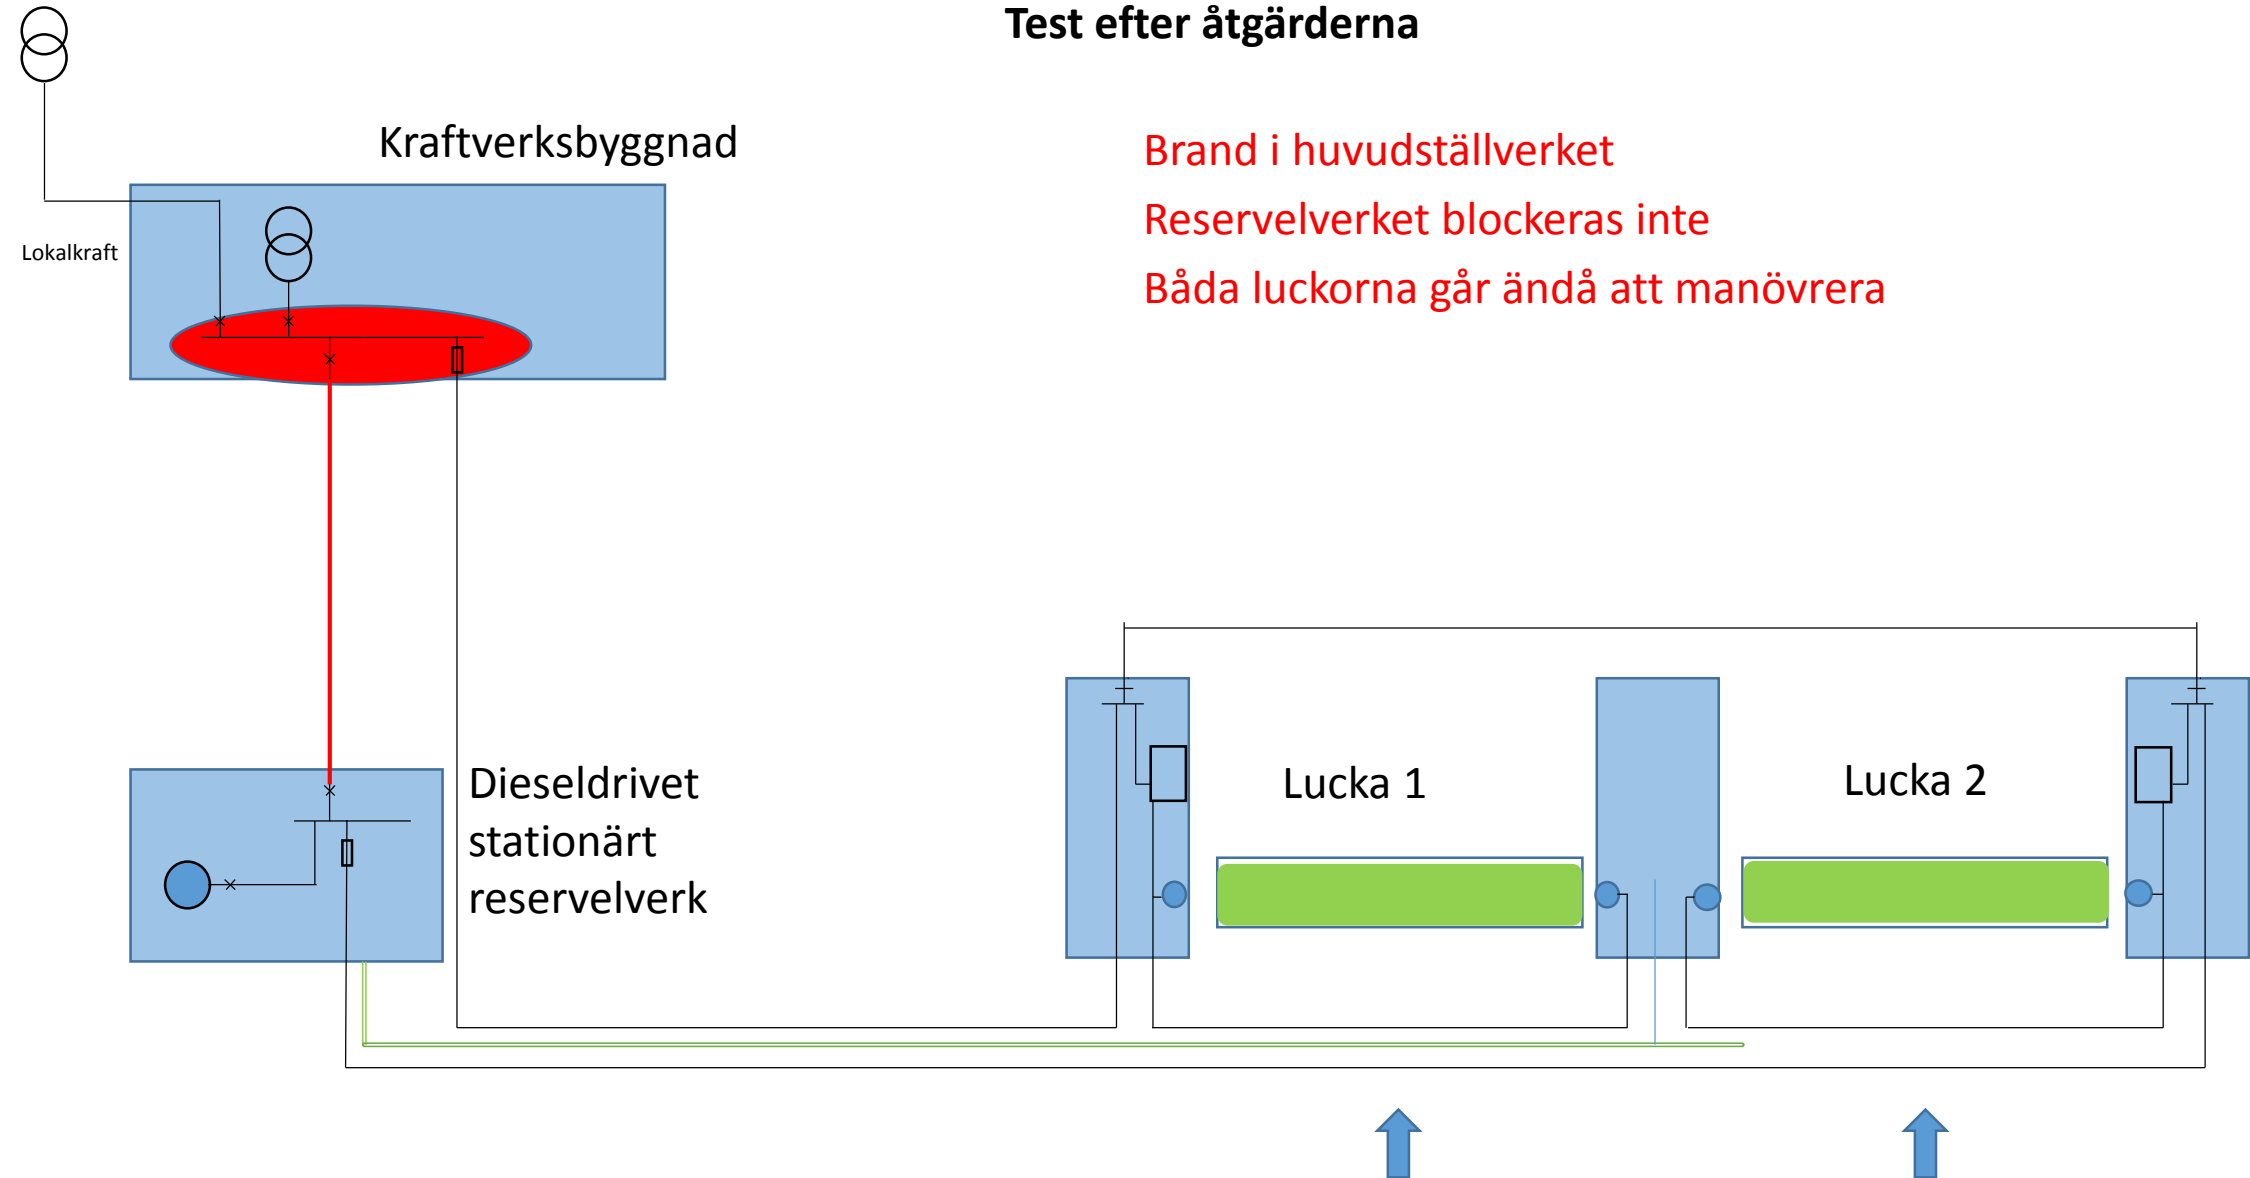 Test efter åtgärderna
Kraftverksbyggnad
Brand i huvudställverket
Reservelverket blockeras inte
Båda luckorna går ändå att manövrera
Lokalkraft
Dieseldrivet
stationärt
reservelverk
Lucka 1
Lucka 2